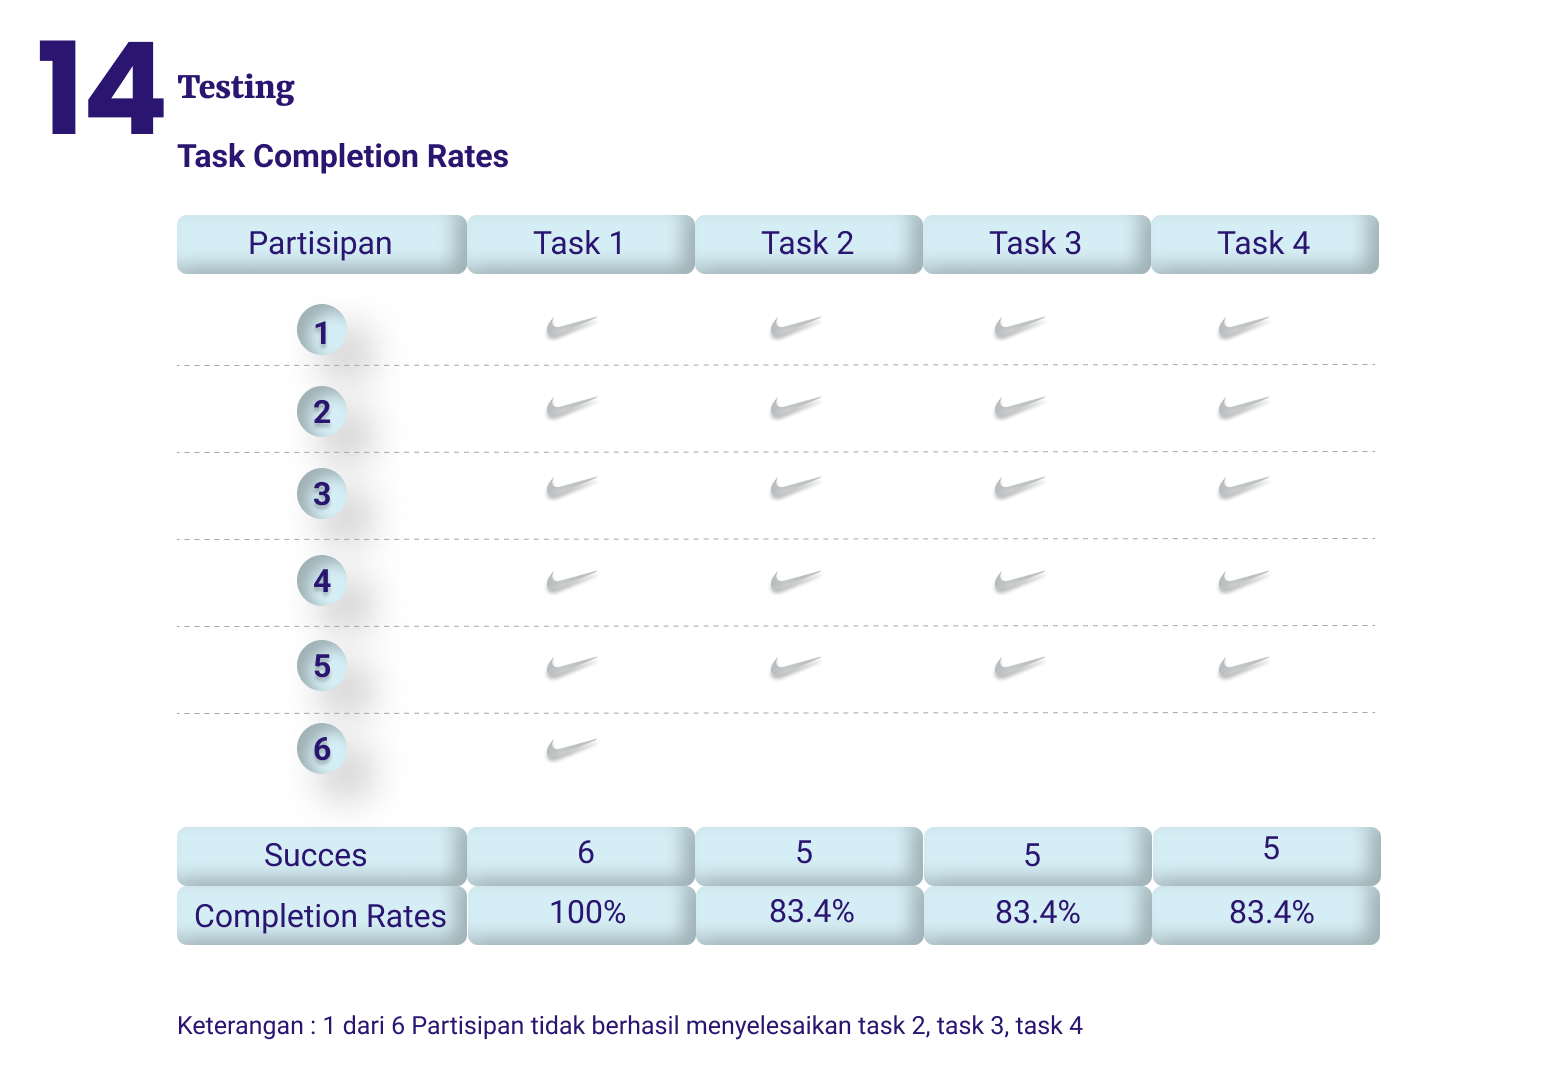 14 Testing
Task Completion Rates
Partisipan Task 1 Task 2 Task 3 Task 4
1
2
3
4
5
6
Succes 6 5 5 5
Completion Rates 100% 83.4% 83.4% 83.4%
Keterangan : 1 dari 6 Partisipan tidak berhasil menyelesaikan task 2, task 3, task 4